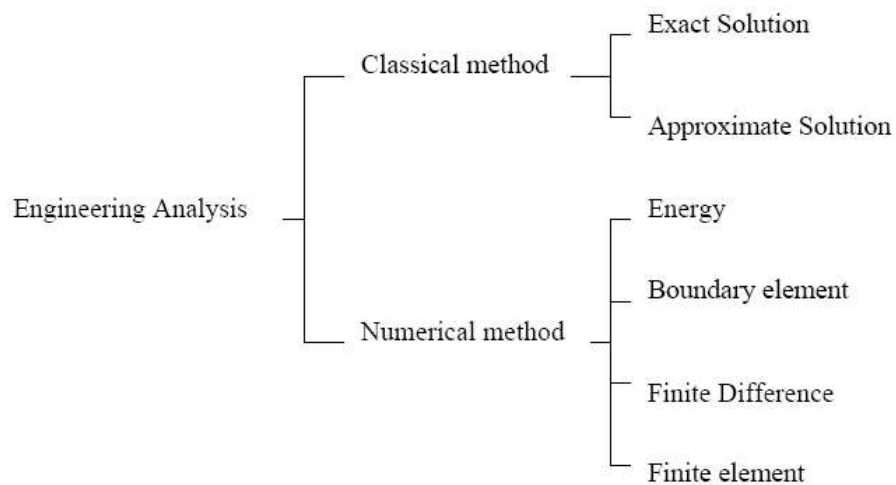 Exact Solution
Classical method
Approximate Solution
Engineering Analysis
Energy
Boundary element
Numerical method
Finite Difference
Finite element